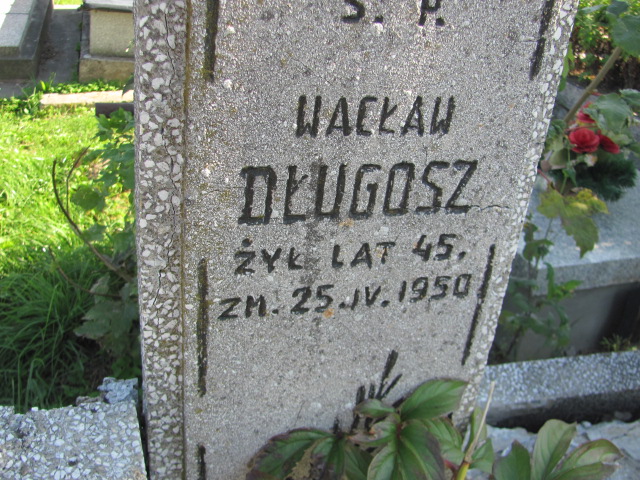 Ś. P.
WACŁAW
DŁUGOSZ
ŻYŁ LAT 45.
ZM. 25.IV.1950